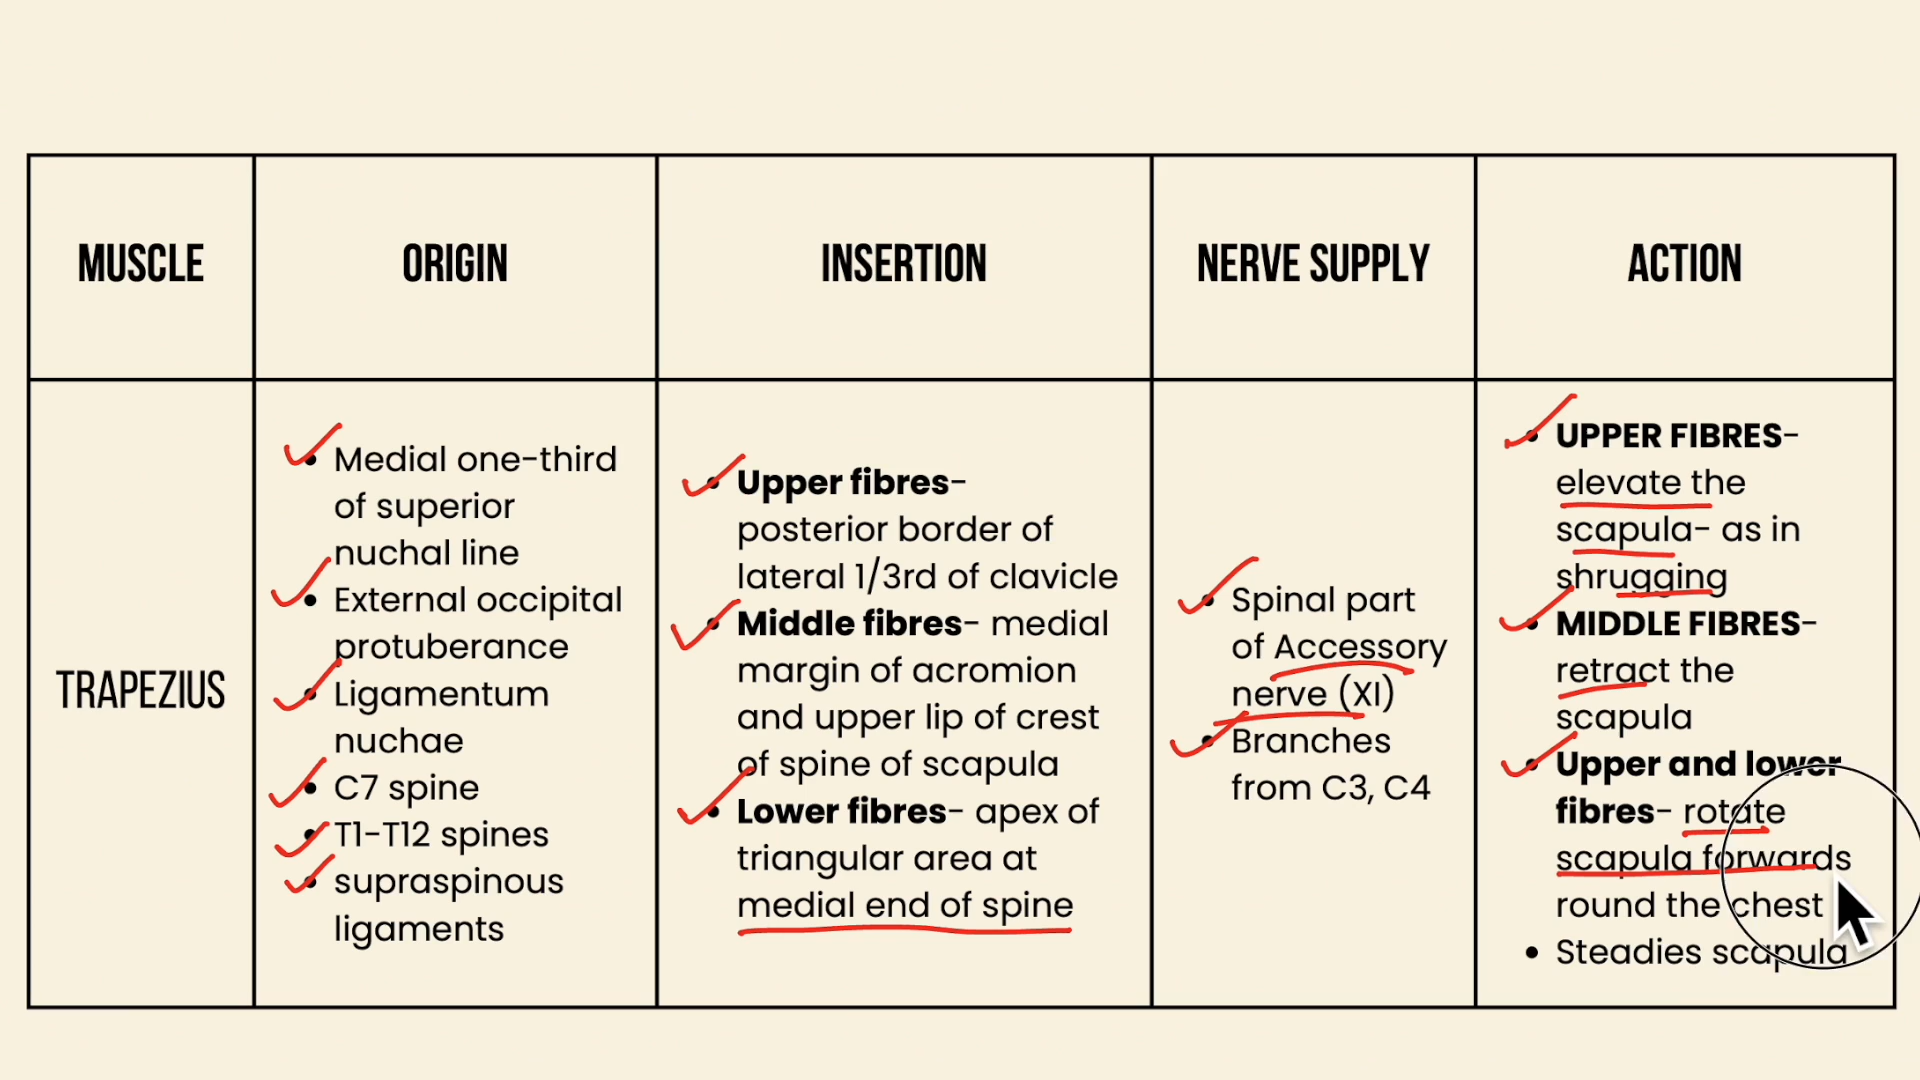 MUSCLE
ORIGIN
INSERTION
NERVE SUPPLY
ACTION
TRAPEZIUS
• Medial one-third
of superior
nuchal line
• External occipital
protuberance
• Ligamentum
nuchae
• C7 spine
• T1-T12 spines
• supraspinous
ligaments
• Upper fibres-
posterior border of
lateral 1/3rd of clavicle
• Middle fibres- medial
margin of acromion
and upper lip of crest
of spine of scapula
• Lower fibres- apex of
triangular area at
medial end of spine
• Spinal part
of Accessory
nerve (XI)
• Branches
from C3, C4
• UPPER FIBRES-
elevate the
scapula- as in
shrugging
• MIDDLE FIBRES-
retract the
scapula
• Upper and lower
fibres- rotate
scapula forwards
round the chest
• Steadies scapula